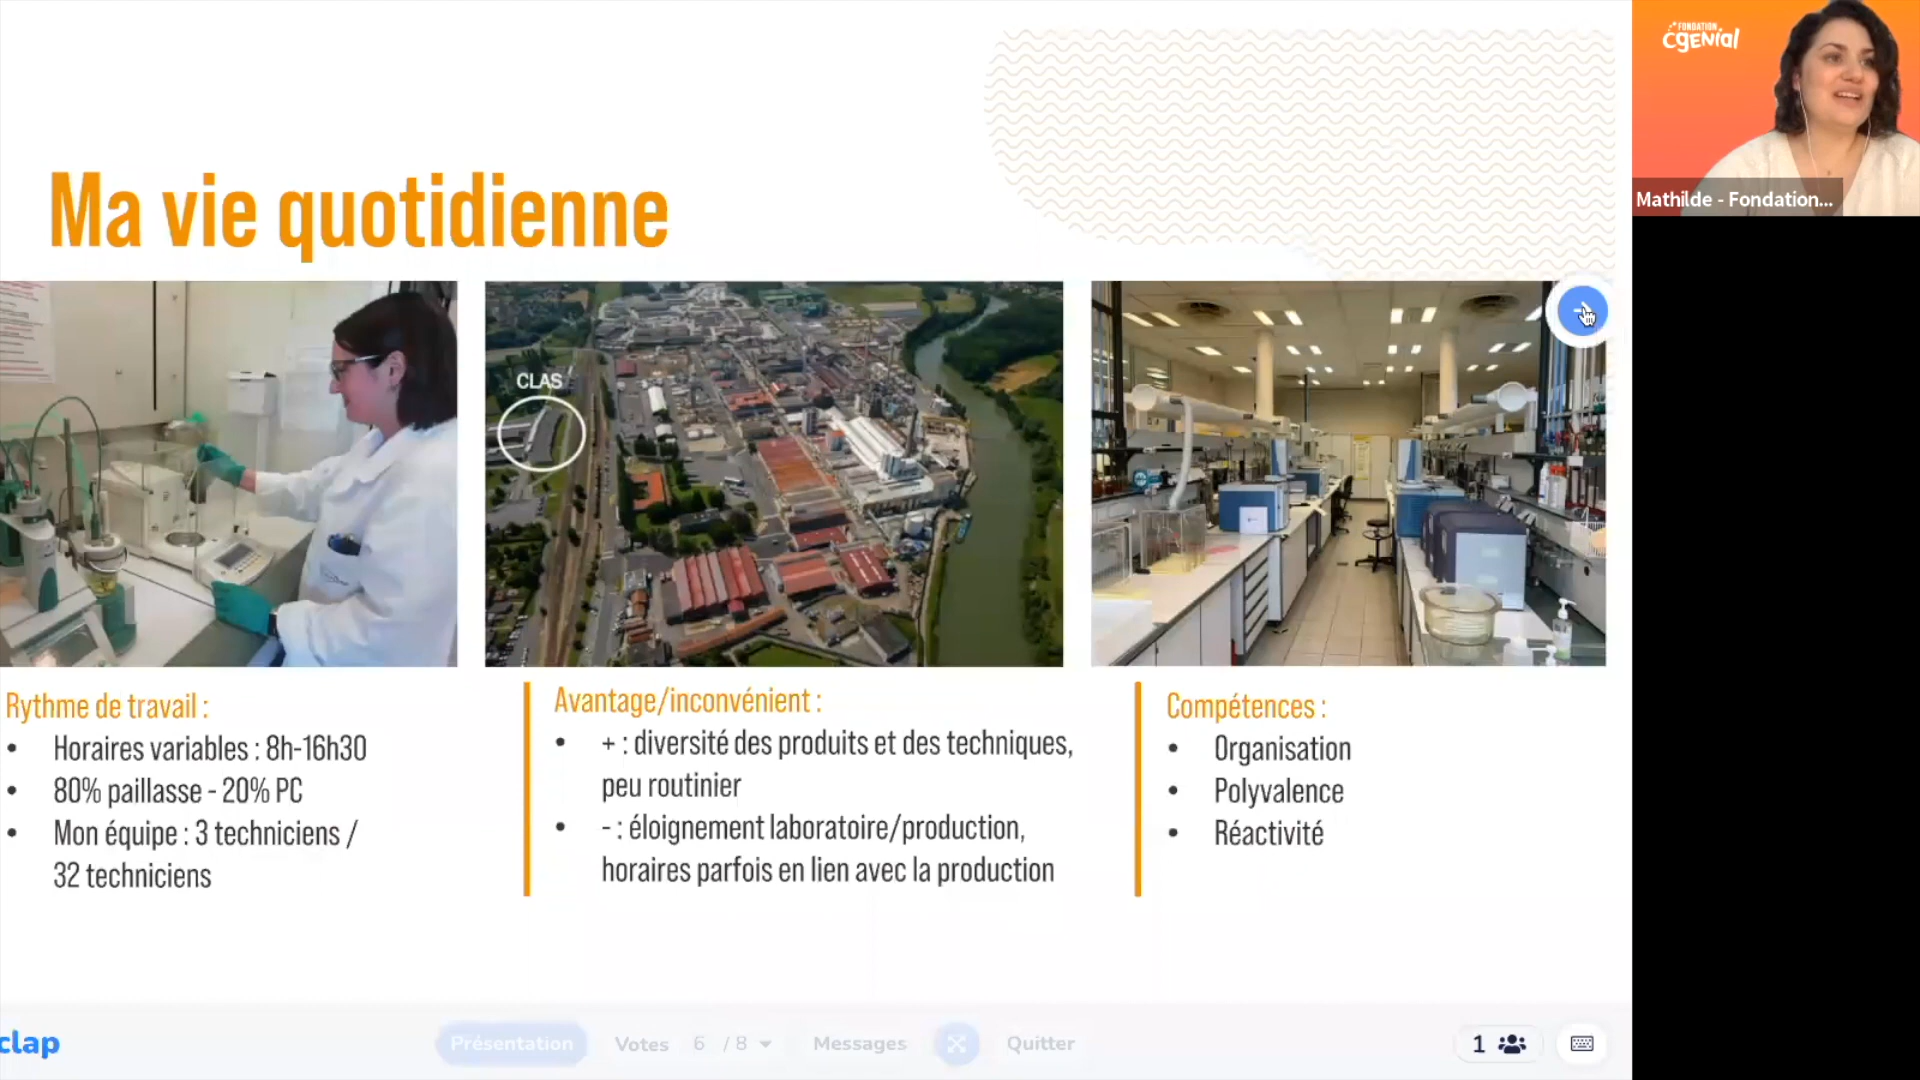 Ma vie quotidienne
FONDATION
CGENIAL
Mathilde - Fondation...
CLAS
Rythme de travail :
• Horaires variables : 8h-16h30
• 80% paillasse - 20% PC
• Mon équipe : 3 techniciens /
32 techniciens
Avantage/inconvénient :
• + : diversité des produits et des techniques,
peu routinier
• - : éloignement laboratoire/production,
horaires parfois en lien avec la production
Compétences :
• Organisation
• Polyvalence
• Réactivité
clap
Présentation
Votes 6 / 8
Messages
Quitter
1